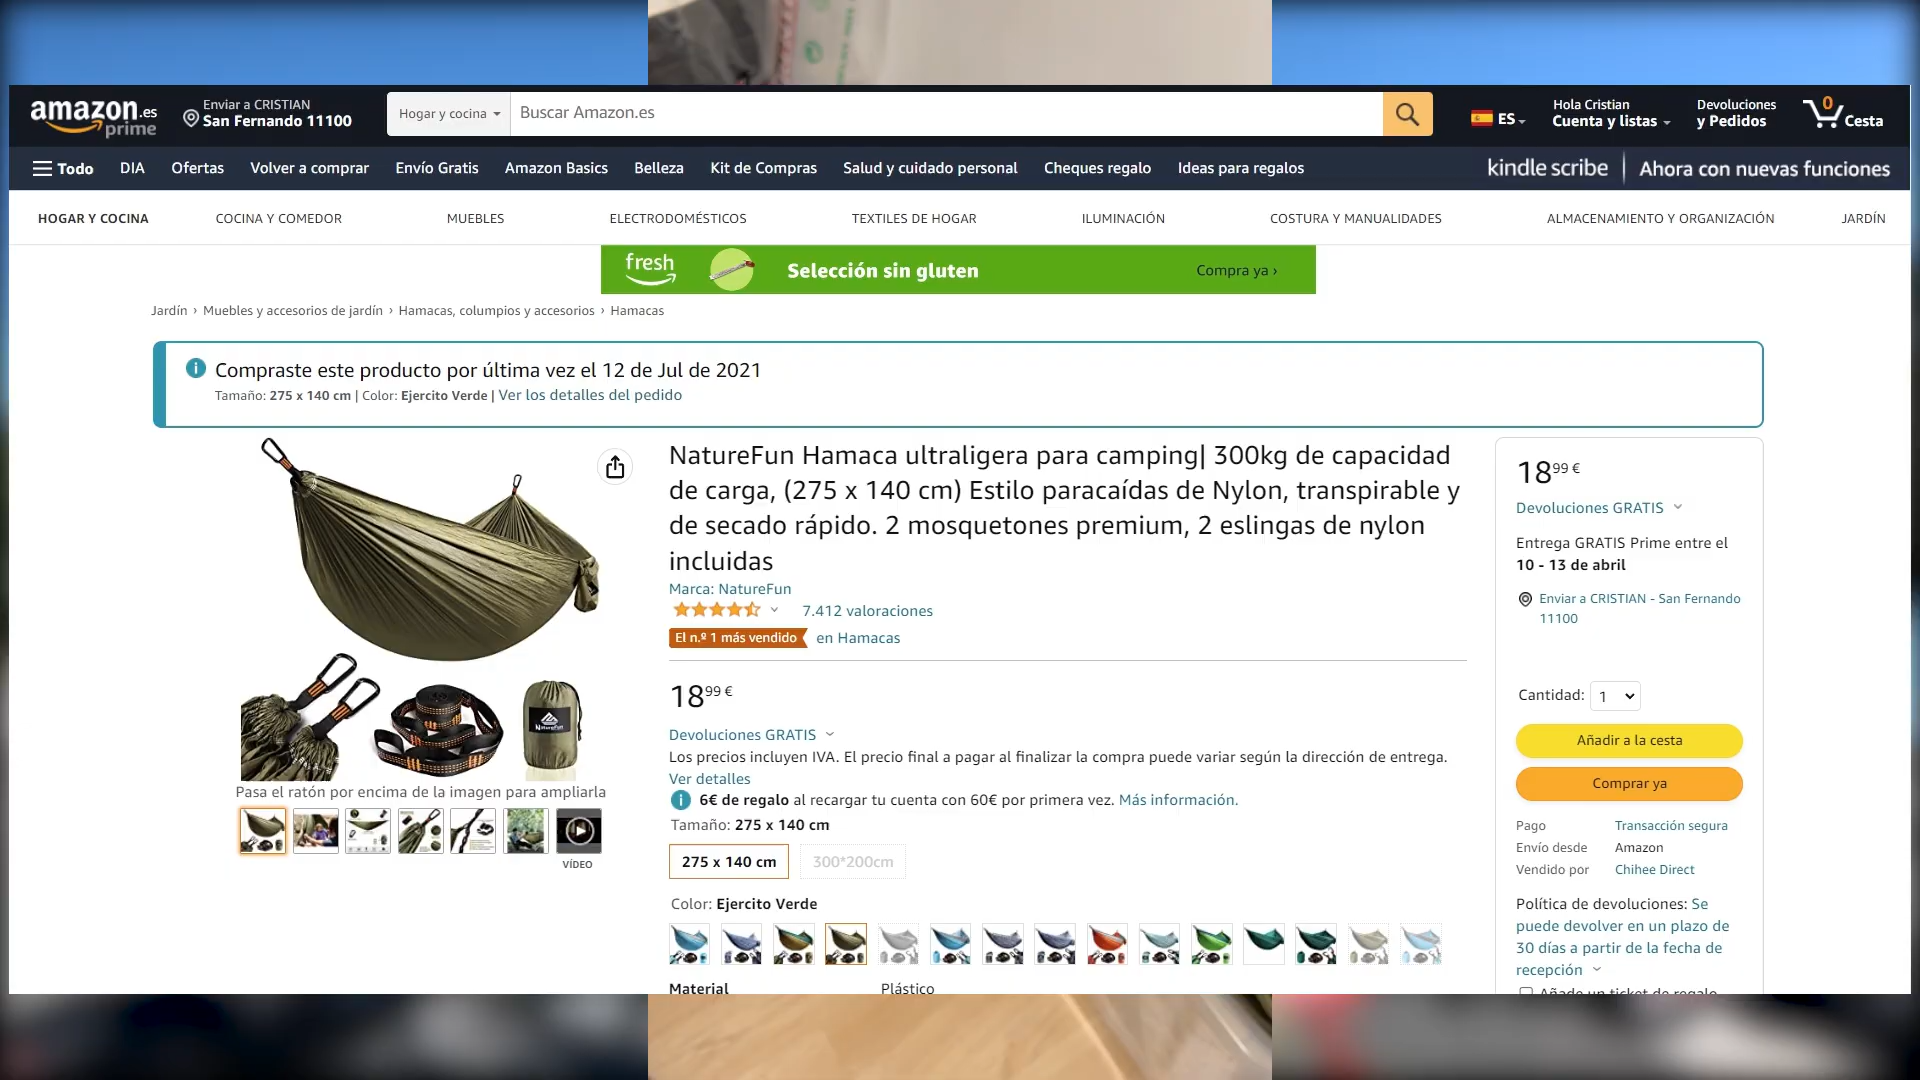 amazon.es
prime
Enviar a CRISTIAN
San Fernando 11100
Hogar y cocina
Buscar Amazon.es
ES
Hola Cristian
Cuenta y listas
Devoluciones
y Pedidos
0
Cesta
Todo
DIA
Ofertas
Volver a comprar
Envío Gratis
Amazon Basics
Belleza
Kit de Compras
Salud y cuidado personal
Cheques regalo
Ideas para regalos
kindle scribe
Ahora con nuevas funciones
HOGAR Y COCINA
COCINA Y COMEDOR
MUEBLES
ELECTRODOMÉSTICOS
TEXTILES DE HOGAR
ILUMINACIÓN
COSTURA Y MANUALIDADES
ALMACENAMIENTO Y ORGANIZACIÓN
JARDÍN
fresh
Selección sin gluten
Compra ya ›
Jardín › Muebles y accesorios de jardín › Hamacas, columpios y accesorios › Hamacas
Compraste este producto por última vez el 12 de Jul de 2021
Tamaño: 275 x 140 cm | Color: Ejercito Verde | Ver los detalles del pedido
NatureFun
Pasa el ratón por encima de la imagen para ampliarla
VÍDEO
NatureFun Hamaca ultraligera para camping| 300kg de capacidad
de carga, (275 x 140 cm) Estilo paracaídas de Nylon, transpirable y
de secado rápido. 2 mosquetones premium, 2 eslingas de nylon
incluidas
Marca: NatureFun
7.412 valoraciones
El n.º 1 más vendido en Hamacas
18,99 €
Devoluciones GRATIS
Los precios incluyen IVA. El precio final a pagar al finalizar la compra puede variar según la dirección de entrega.
Ver detalles
6€ de regalo al recargar tu cuenta con 60€ por primera vez. Más información.
Tamaño: 275 x 140 cm
275 x 140 cm
300*200cm
Color: Ejercito Verde
Material Plástico
18,99 €
Devoluciones GRATIS
Entrega GRATIS Prime entre el
10 - 13 de abril
Enviar a CRISTIAN - San Fernando
11100
Cantidad: 1
Añadir a la cesta
Comprar ya
Pago Transacción segura
Envío desde Amazon
Vendido por Chihee Direct
Política de devoluciones: Se
puede devolver en un plazo de
30 días a partir de la fecha de
recepción
Añade un ticket de regalo